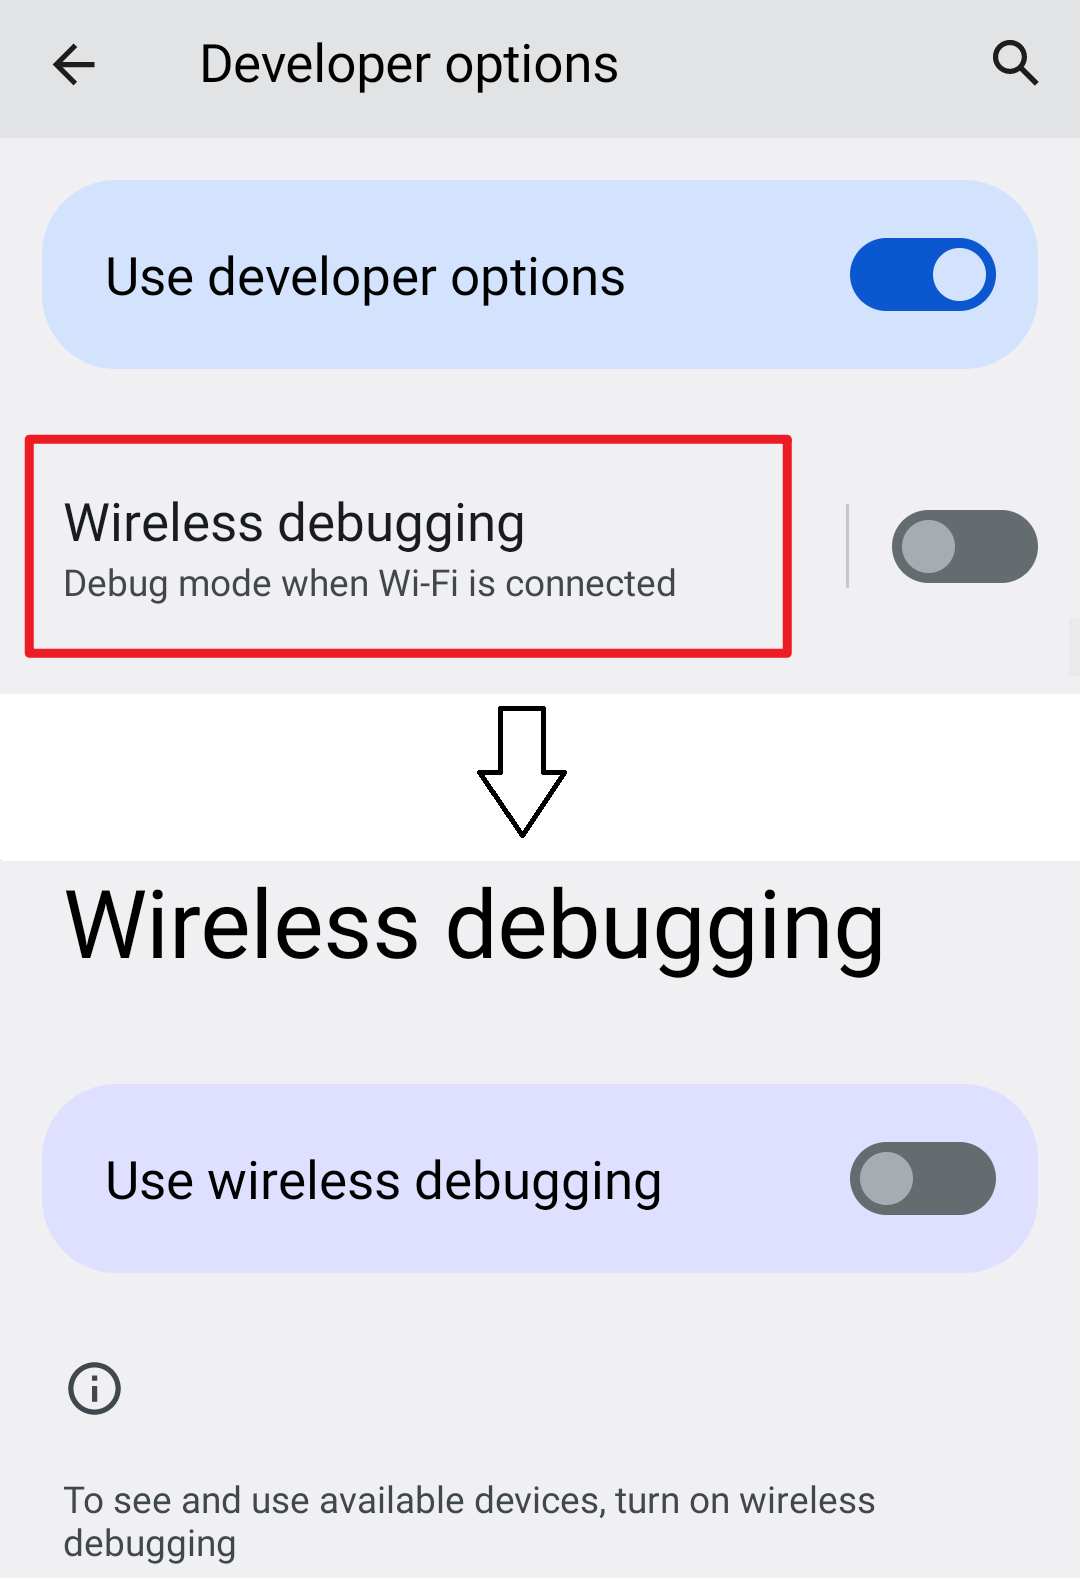 Developer options
Use developer options
Wireless debugging
Debug mode when Wi-Fi is connected
Wireless debugging
Use wireless debugging
To see and use available devices, turn on wireless
debugging